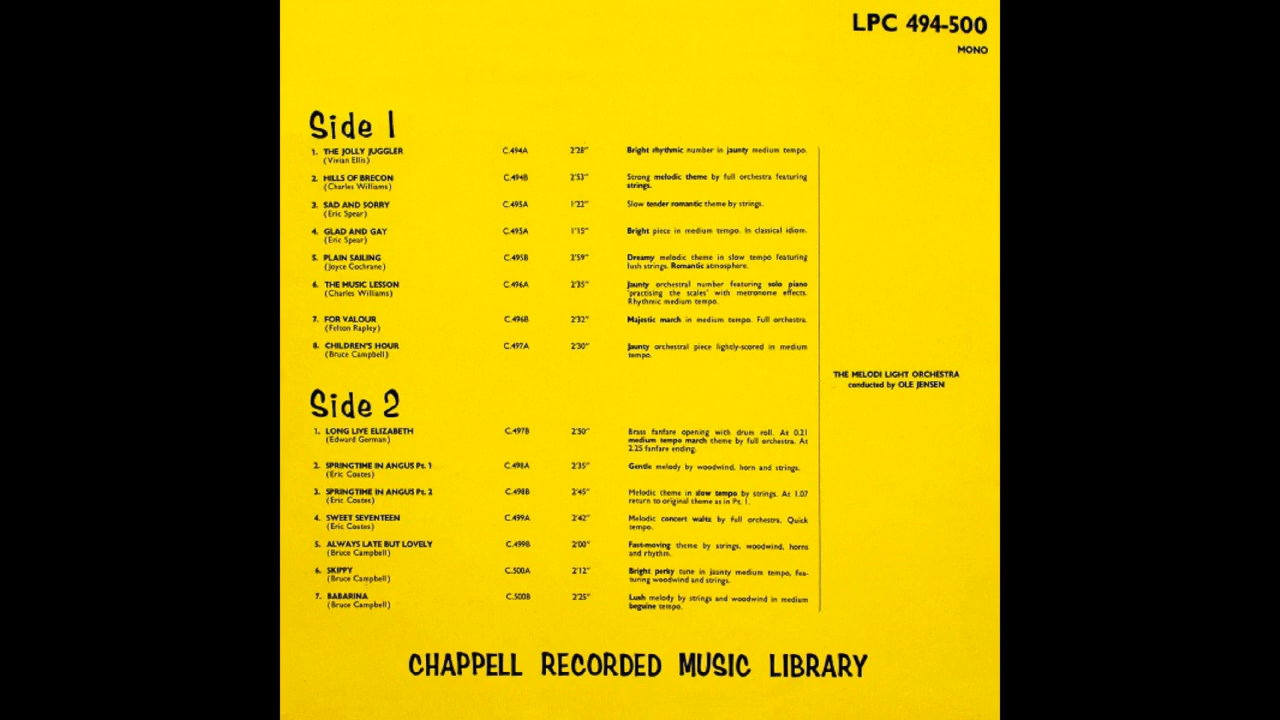 LPC 494-500
MONO
Side 1
1. THE JOLLY JUGGLER C.494A 2'28" Bright rhythmic number in jaunty medium tempo.
(Vivian Ellis)
2. HILLS OF BRECON C.494B 2'53" Strong melodic theme by full orchestra featuring
(Charles Williams) strings.
3. SAD AND SORRY C.495A 1'22" Slow tender romantic theme by strings.
(Eric Spear)
4. GLAD AND GAY C.495A 1'15" Bright piece in medium tempo. In classical idiom.
(Eric Spear)
5. PLAIN SAILING C.495B 2'59" Dreamy melodic theme in slow tempo featuring
(Joyce Cochrane) lush strings. Romantic atmosphere.
6. THE MUSIC LESSON C.496A 2'35" Jaunty orchestral number featuring solo piano
(Charles Williams) 'practising the scales' with metronome effects.
Rhythmic medium tempo.
7. FOR VALOUR C.496B 2'32" Majestic march in medium tempo. Full orchestra.
(Felton Rapley)
8. CHILDREN'S HOUR C.497A 2'30" Jaunty orchestral piece lightly-scored in medium
(Bruce Campbell) tempo.
THE MELODI LIGHT ORCHESTRA
conducted by OLE JENSEN
Side 2
1. LONG LIVE ELIZABETH C.497B 2'50" Brass fanfare opening with drum roll. At 0.21
(Edward German) medium tempo march theme by full orchestra. At
2.25 fanfare ending.
2. SPRINGTIME IN ANGUS Pt. 1 C.498A 2'35" Gentle melody by woodwind, horn and strings.
(Eric Coates)
3. SPRINGTIME IN ANGUS Pt. 2 C.498B 2'45" Melodic theme in slow tempo by strings. At 1.07
(Eric Coates) return to original theme as in Pt. 1.
4. SWEET SEVENTEEN C.499A 2'42" Melodic concert waltz by full orchestra. Quick
(Eric Coates) tempo.
5. ALWAYS LATE BUT LOVELY C.499B 2'00" Fast-moving theme by strings, woodwind, horns
(Bruce Campbell) and rhythm.
6. SKIPPY C.500A 2'12" Bright perky tune in jaunty medium tempo, fea-
(Bruce Campbell) turing woodwind and strings.
7. BABARINA C.500B 2'25" Lush melody by strings and woodwind in medium
(Bruce Campbell) beguine tempo.
CHAPPELL RECORDED MUSIC LIBRARY